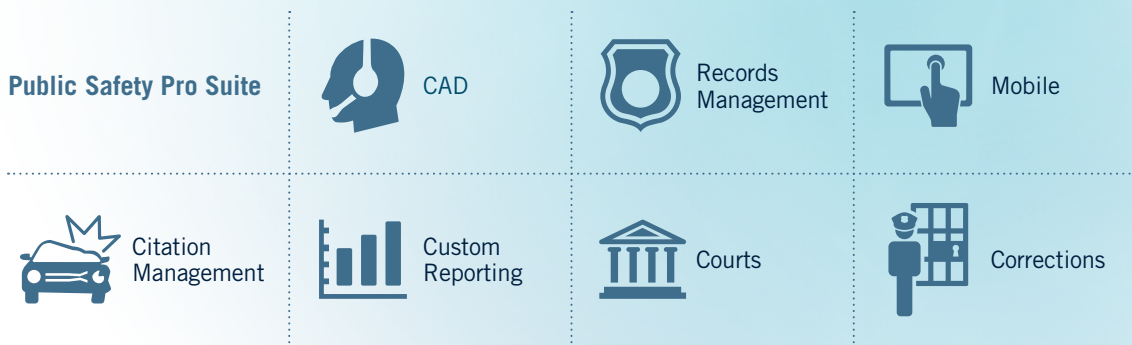 Public Safety Pro Suite
CAD
Records
Management
Mobile
Citation
Management
Custom
Reporting
Courts
Corrections